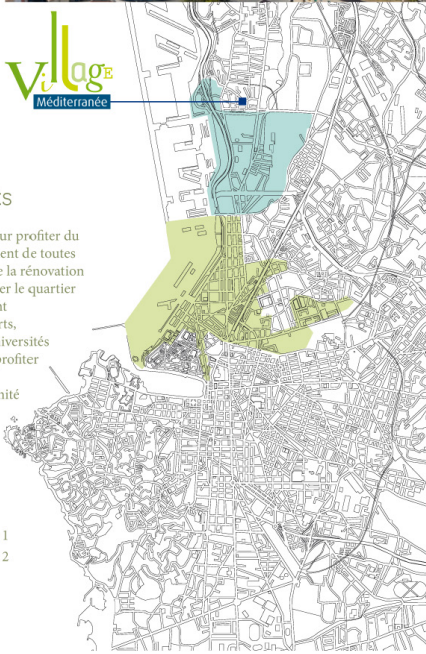 Village
Méditerranée
ES
ur profiter du
ent de toutes
e la rénovation
er le quartier
nt
rts,
iversités
profiter
nité
1
2